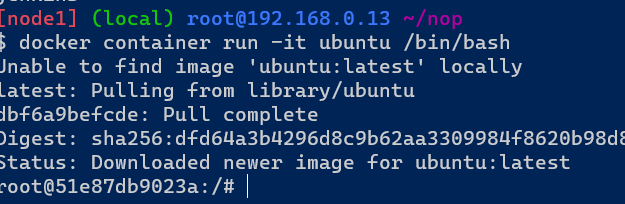 [node1] (local) root@192.168.0.13 ~/nop
$ docker container run -it ubuntu /bin/bash
Unable to find image 'ubuntu:latest' locally
latest: Pulling from library/ubuntu
dbf6a9befcde: Pull complete
Digest: sha256:dfd64a3b4296d8c9b62aa3309984f8620b98d8
Status: Downloaded newer image for ubuntu:latest
root@51e87db9023a:/#